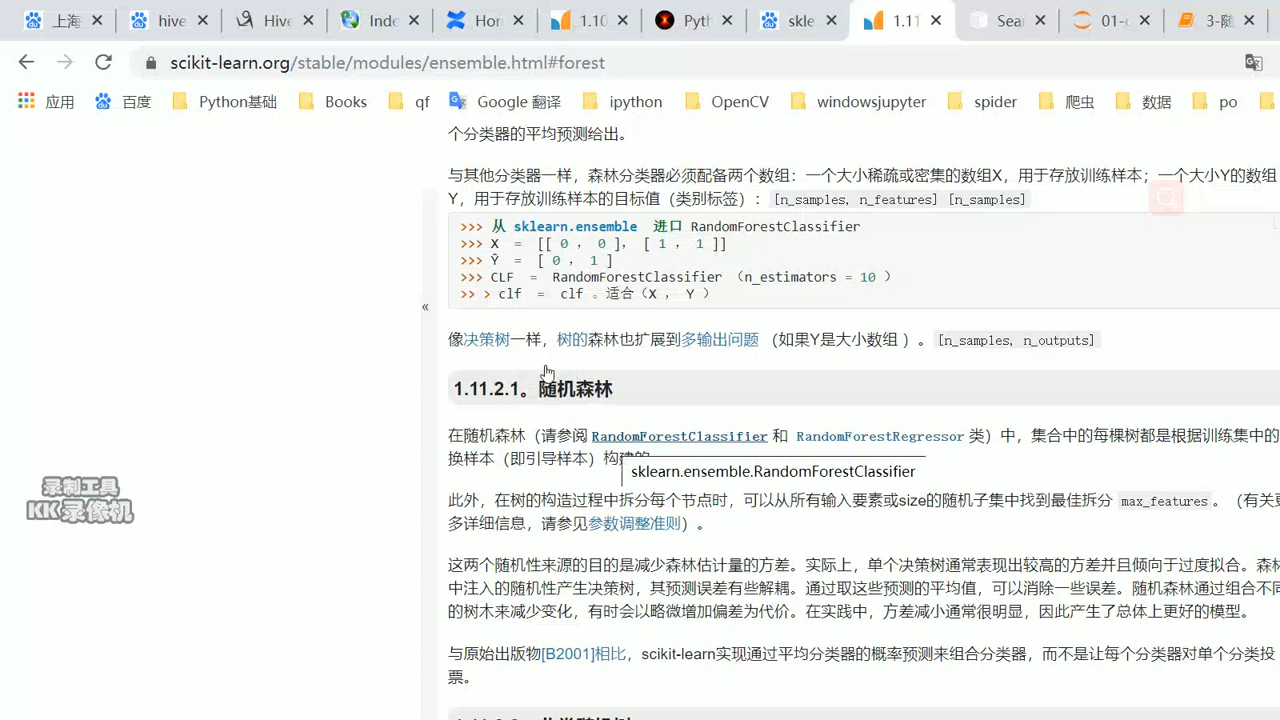 上海 hive Hive Inde Hor 1.10 Pyth skle 1.11 Sear 01- 3-随
scikit-learn.org/stable/modules/ensemble.html#forest
应用 百度 Python基础 Books qf Google 翻译 ipython OpenCV windowsjupyter spider 爬虫 数据 po
个分类器的平均预测给出。
与其他分类器一样，森林分类器必须配备两个数组：一个大小稀疏或密集的数组X，用于存放训练样本；一个大小Y的数组
Y，用于存放训练样本的目标值（类别标签）： [n_samples, n_features] [n_samples]
>>> 从 sklearn.ensemble 进口 RandomForestClassifier
>>> X = [[ 0 ， 0 ]， [ 1 ， 1 ]]
>>> Ÿ = [ 0 ， 1 ]
>>> CLF = RandomForestClassifier （n_estimators = 10 ）
>> > clf = clf 。适合（X ， Y ）
«
像决策树一样，树的森林也扩展到多输出问题 （如果Y是大小数组 ）。 [n_samples, n_outputs]
1.11.2.1。随机森林
在随机森林（请参阅 RandomForestClassifier 和 RandomForestRegressor 类）中，集合中的每棵树都是根据训练集中的
换样本（即引导样本）构建的
sklearn.ensemble.RandomForestClassifier
此外，在树的构造过程中拆分每个节点时，可以从所有输入要素或size的随机子集中找到最佳拆分 max_features 。（有关更
多详细信息，请参见参数调整准则）。
这两个随机性来源的目的是减少森林估计量的方差。实际上，单个决策树通常表现出较高的方差并且倾向于过度拟合。森林
中注入的随机性产生决策树，其预测误差有些解耦。通过取这些预测的平均值，可以消除一些误差。随机森林通过组合不同
的树木来减少变化，有时会以略微增加偏差为代价。在实践中，方差减小通常很明显，因此产生了总体上更好的模型。
与原始出版物[B2001]相比，scikit-learn实现通过平均分类器的概率预测来组合分类器，而不是让每个分类器对单个分类投
票。
录制工具
KK 录像机